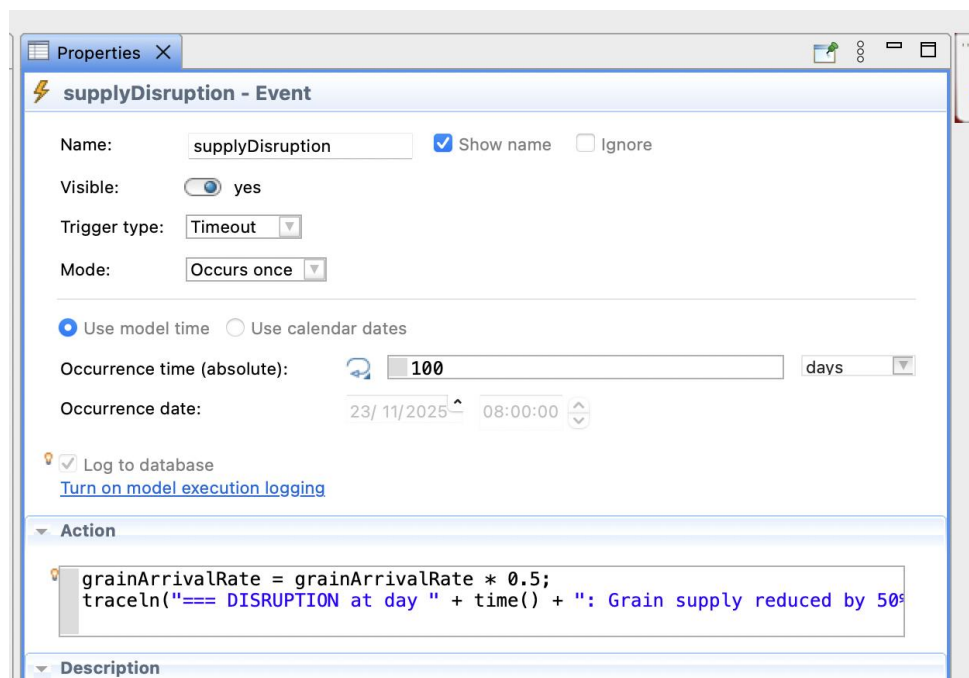 Properties
supplyDisruption - Event
Name: supplyDisruption Show name Ignore
Visible: yes
Trigger type: Timeout
Mode: Occurs once
Use model time Use calendar dates
Occurrence time (absolute): 100 days
Occurrence date: 23/ 11/2025 08:00:00
Log to database
Turn on model execution logging
Action
grainArrivalRate = grainArrivalRate * 0.5;
traceln("=== DISRUPTION at day " + time() + ": Grain supply reduced by 50%
Description